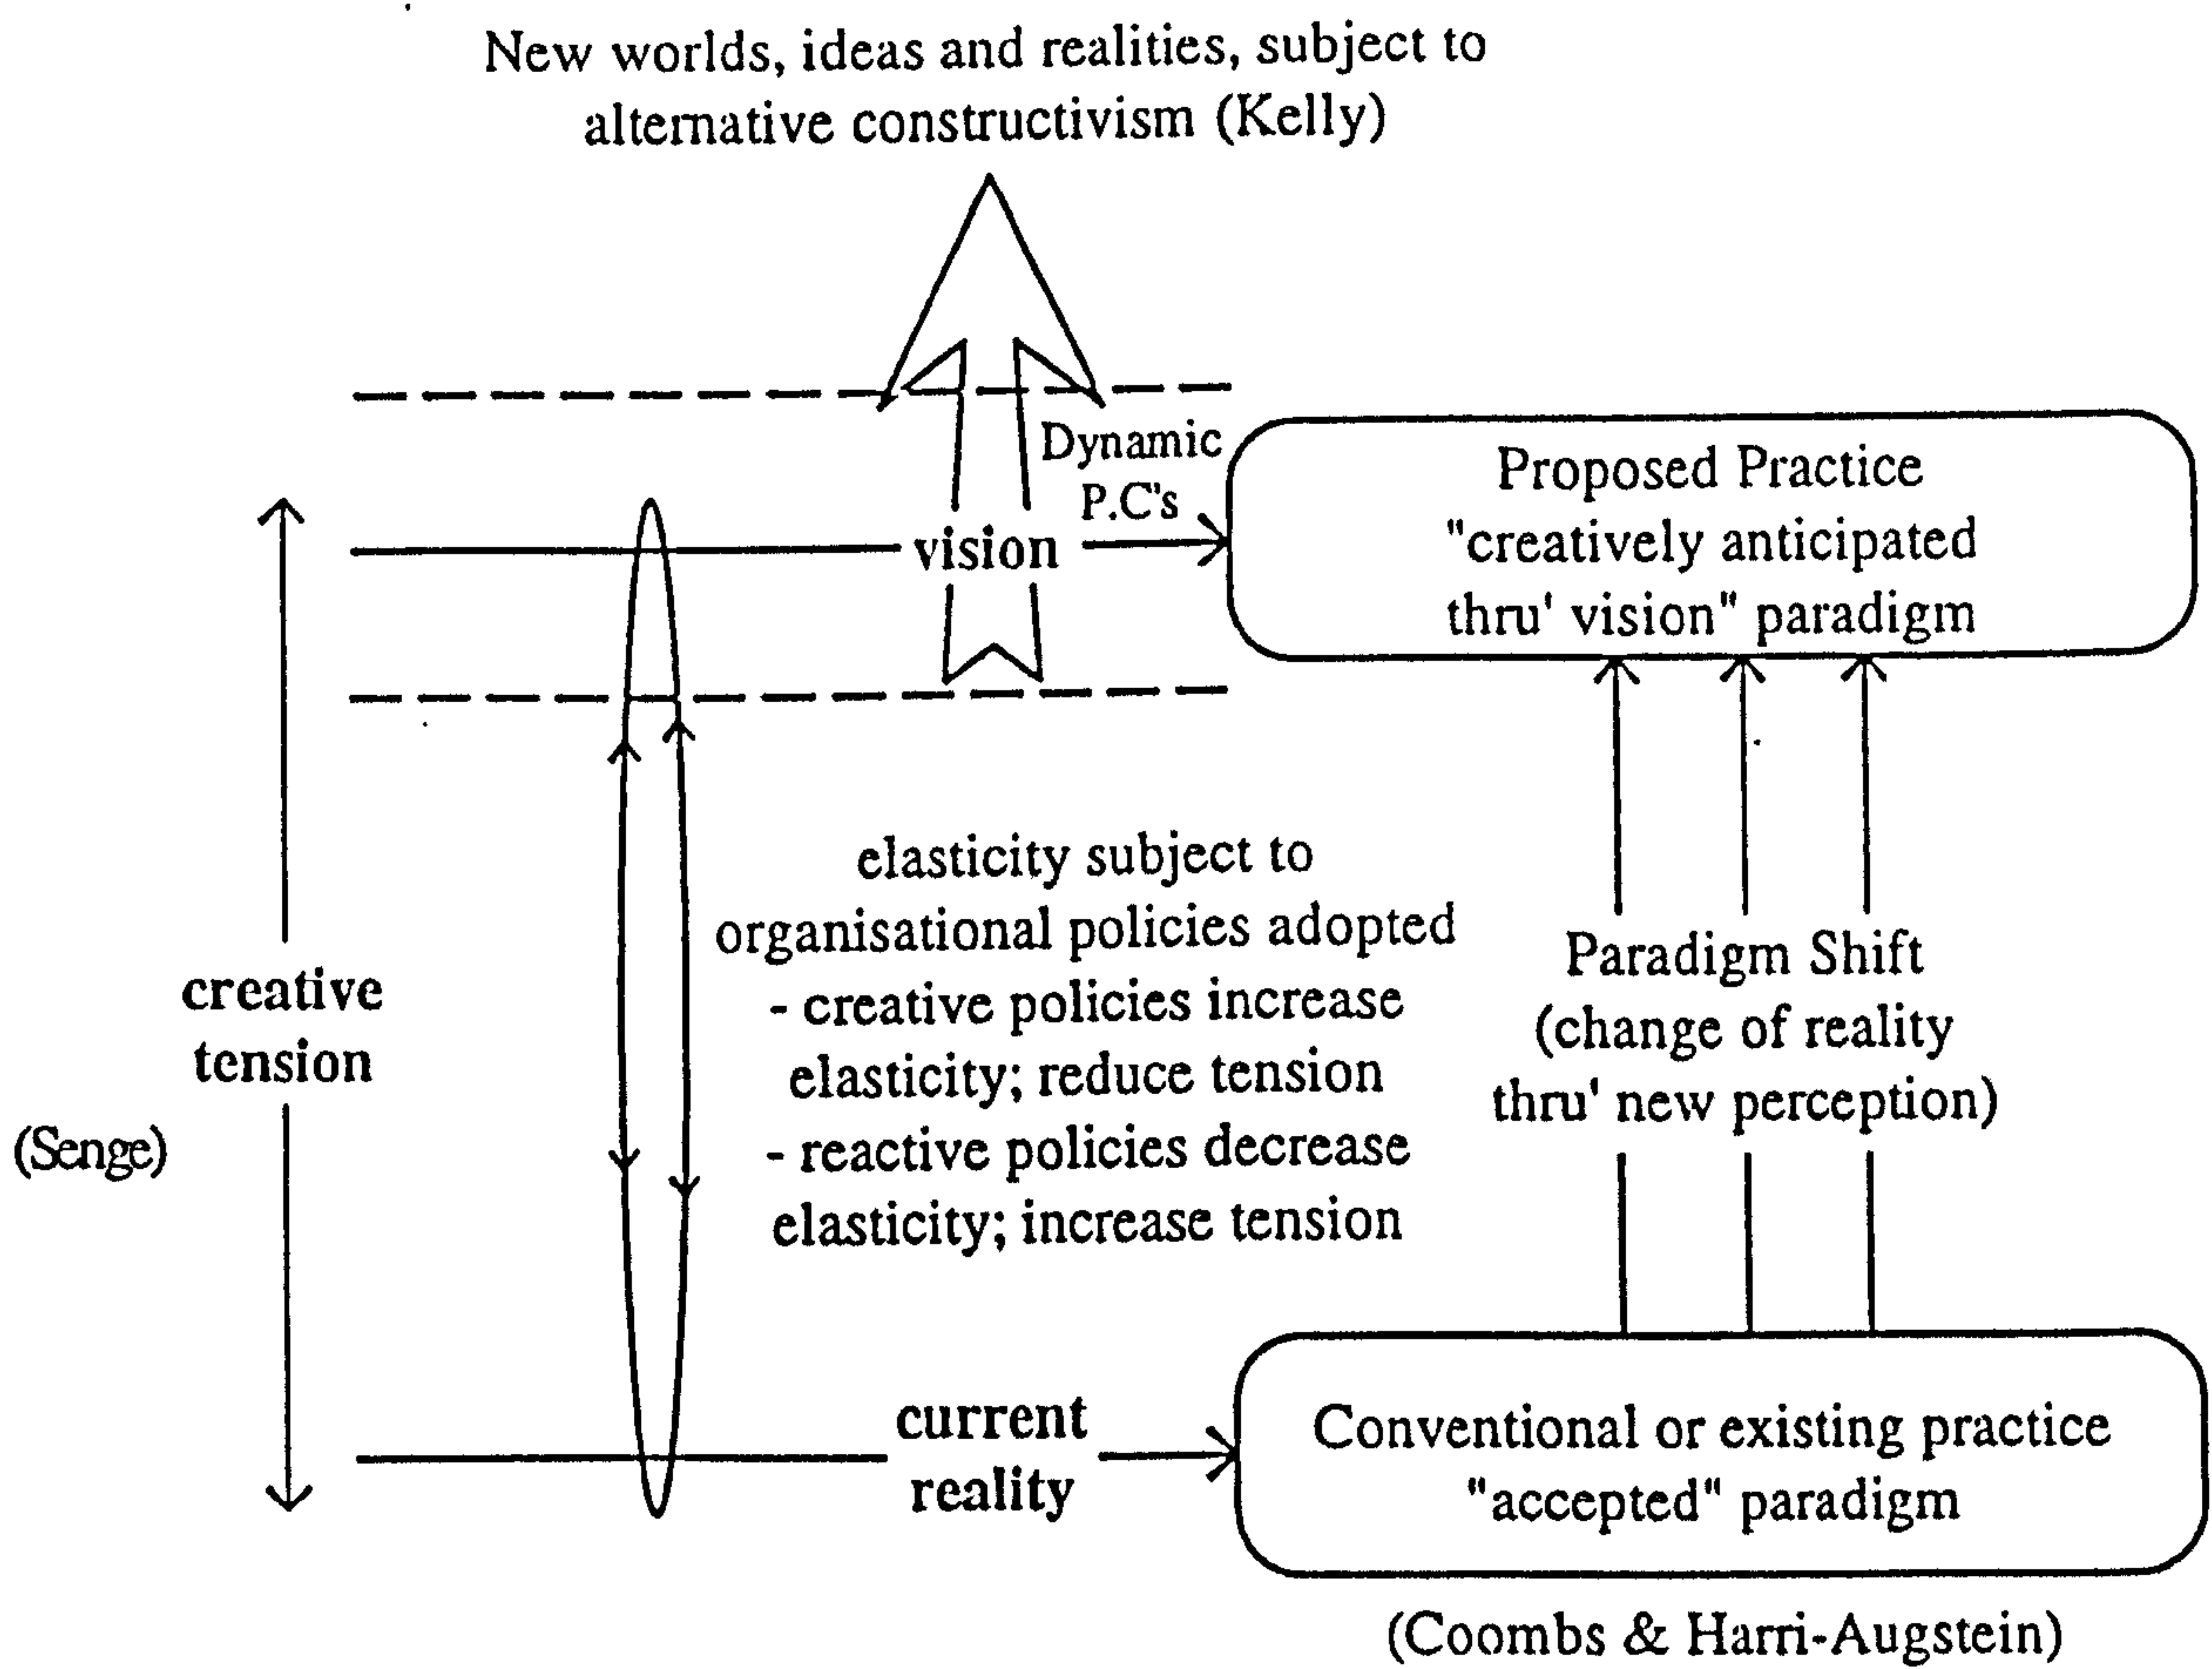 New worlds, ideas and realities, subject to
alternative constructivism (Kelly)
Dynamic
P.C's
vision
Proposed Practice
"creatively anticipated
thru' vision" paradigm
creative
tension
(Senge)
elasticity subject to
organisational policies adopted
- creative policies increase
elasticity; reduce tension
- reactive policies decrease
elasticity; increase tension
Paradigm Shift
(change of reality
thru' new perception)
current
reality
Conventional or existing practice
"accepted" paradigm
(Coombs & Harri-Augstein)